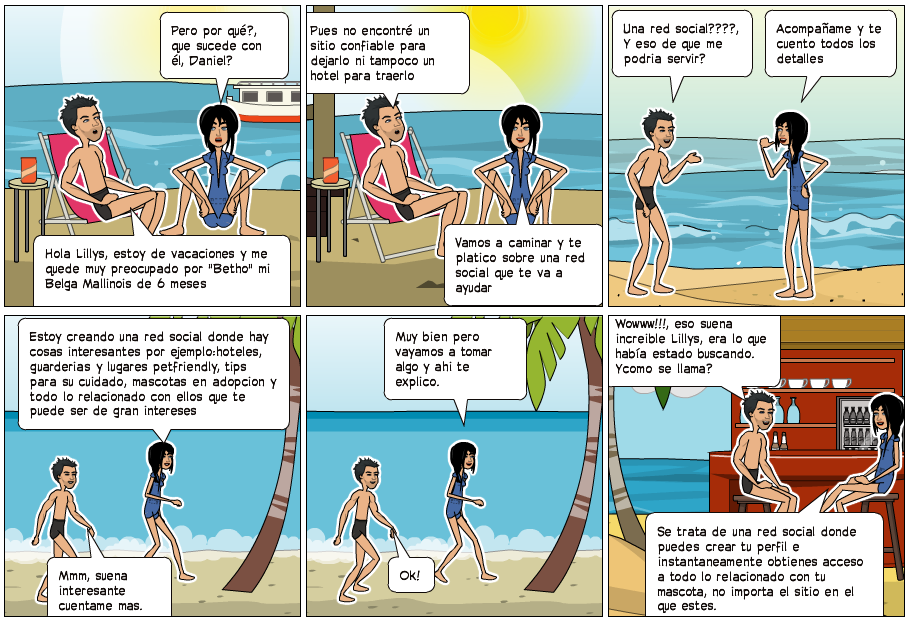 Pero por qué?,
que sucede con
él, Daniel?
Hola Lillys, estoy de vacaciones y me
quede muy preocupado por "Betho" mi
Belga Mallinois de 6 meses
Pues no encontré un
sitio confiable para
dejarlo ni tampoco un
hotel para traerlo
Vamos a caminar y te
platico sobre una red
social que te va a
ayudar
Una red social????,
Y eso de que me
podria servir?
Acompañame y te
cuento todos los
detalles
Estoy creando una red social donde hay
cosas interesantes por ejemplo:hoteles,
guarderias y lugares petfriendly, tips
para su cuidado, mascotas en adopcion y
todo lo relacionado con ellos que te
puede ser de gran intereses
Mmm, suena
interesante
cuentame mas.
Muy bien pero
vayamos a tomar
algo y ahi te
explico.
Ok!
Wowww!!!, eso suena
increible Lillys, era lo que
había estado buscando.
Ycomo se llama?
Se trata de una red social donde
puedes crear tu perfil e
instantaneamente obtienes acceso
a todo lo relacionado con tu
mascota, no importa el sitio en el
que estes.